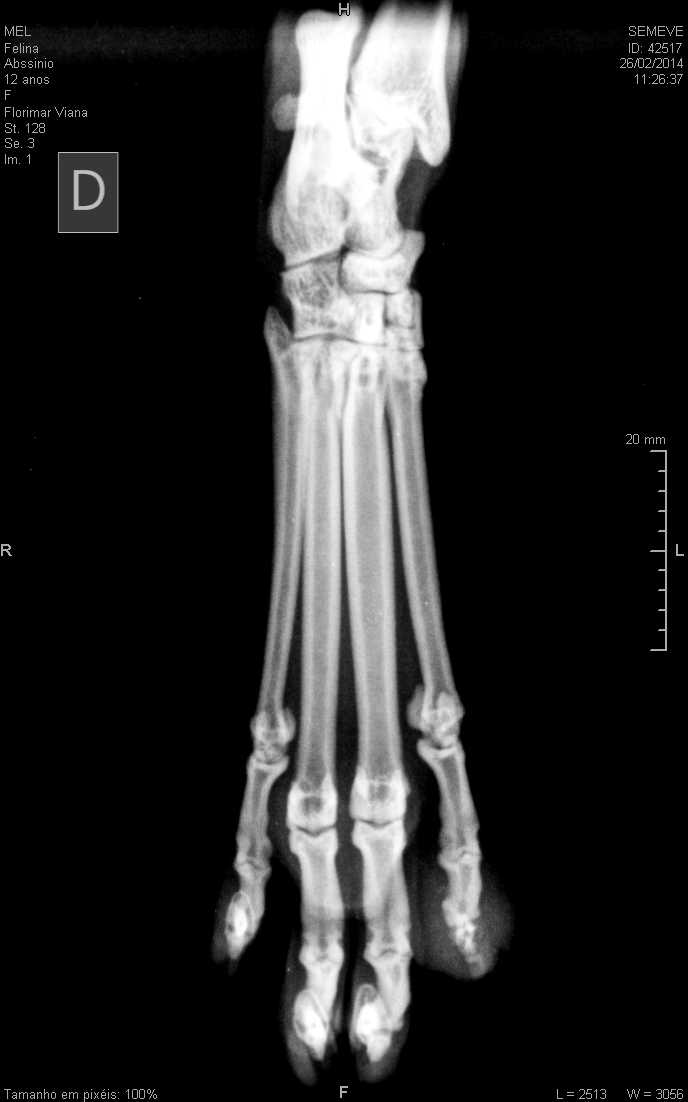 H
MEL
Felina
Abssinio
12 anos
F
Florimar Viana
St. 128
Se. 3
Im. 1
SEMEVE
ID: 42517
26/02/2014
11:26:37
D
20 mm
R
L
Tamanho em pixéis: 100%
F
L = 2513 W = 3056